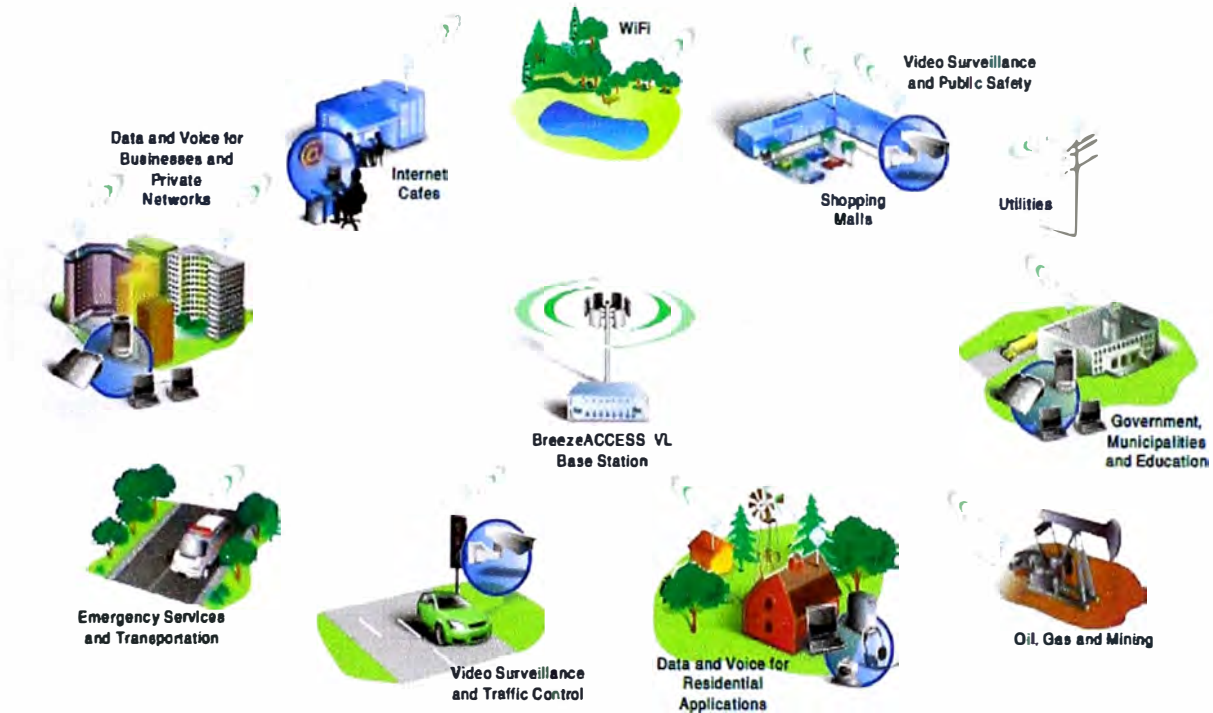 WiFi
Video Surveillance
and Public Safety
Data and Voice for
Businesses and
Private
Networks
@
Internet
Cafes
Shopping
Malls
Utilities
BreezeACCESS VL
Base Station
Government,
Municipalities
and Education
Emergency Services
and Transportation
Video Surveillance
and Traffic Control
Data and Voice for
Residential
Applications
Oil, Gas and Mining